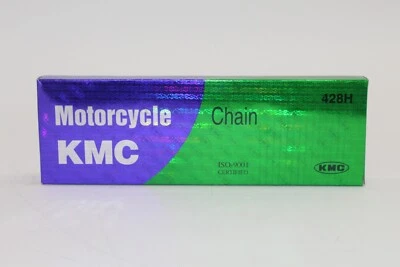 428H
Motorcycle Chain
KMC
ISO-9001
CERTIFIED
KMC